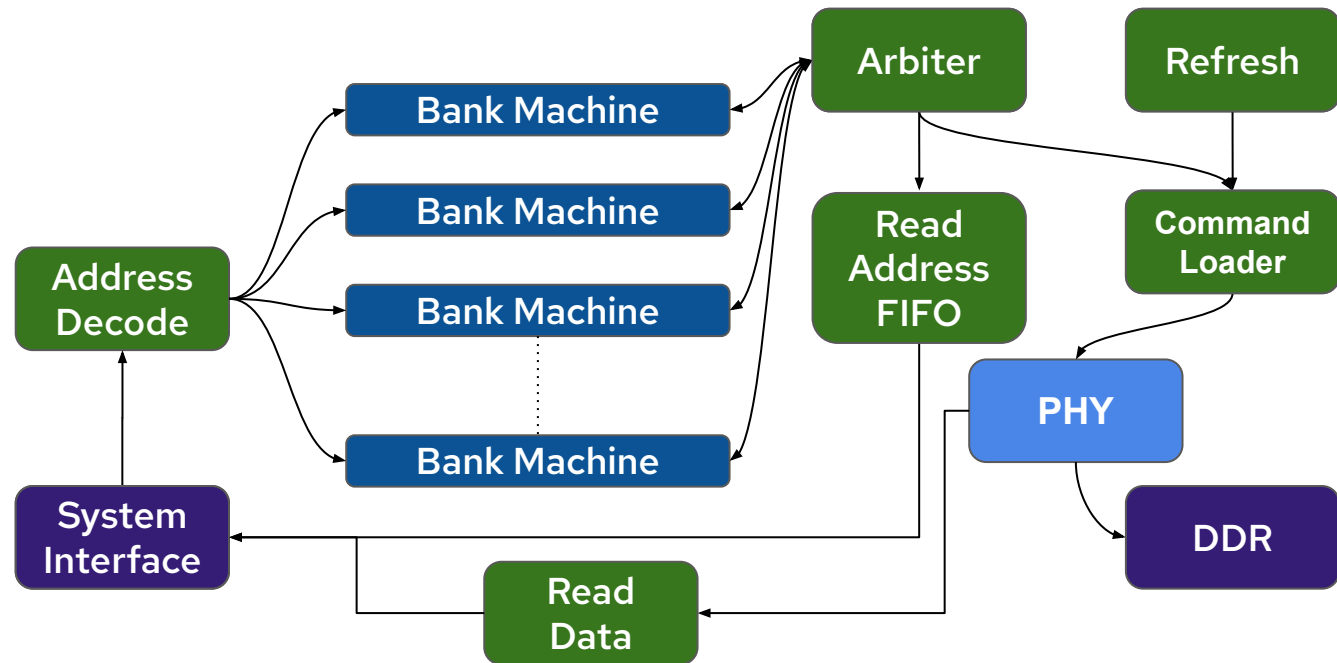 Arbiter
Refresh
Bank Machine
Bank Machine
Read
Address
FIFO
Command
Loader
Address
Decode
Bank Machine
PHY
Bank Machine
System
Interface
DDR
Read
Data